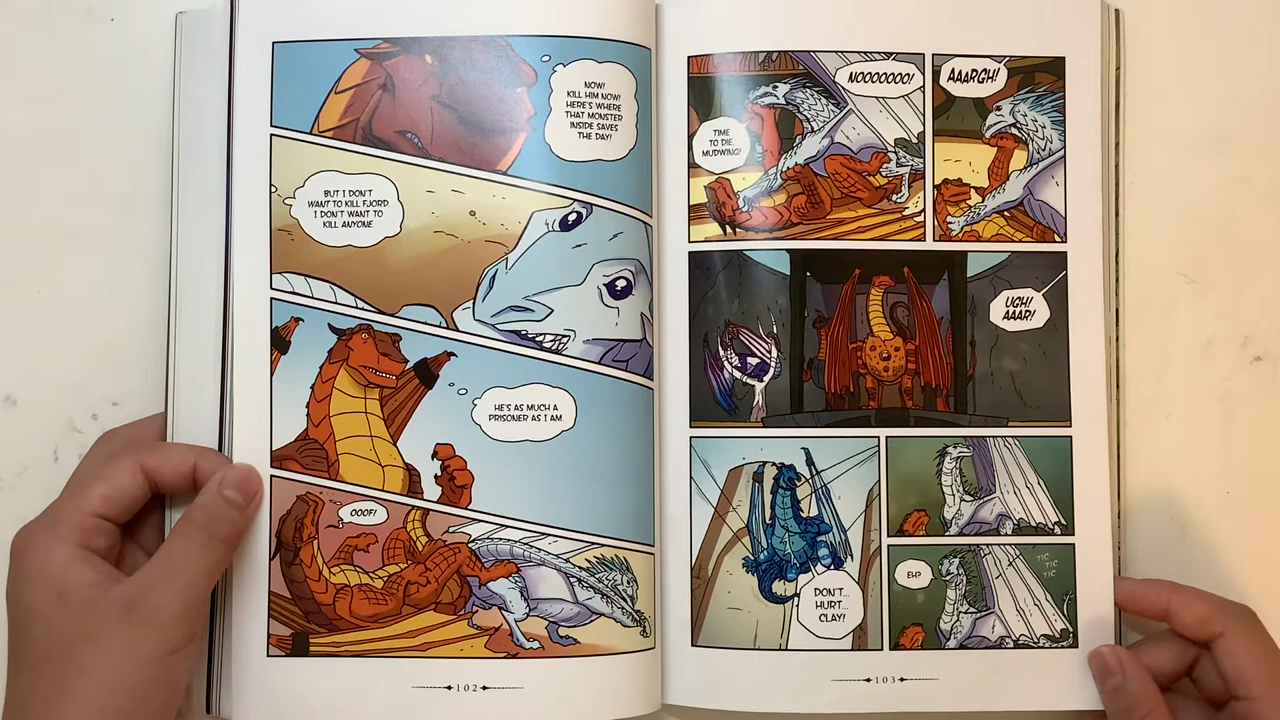 NOW!
KILL HIM NOW!
HERE'S WHERE
THAT MONSTER
INSIDE SAVES
THE DAY!
BUT I DON'T
WANT TO KILL FJORD.
I DON'T WANT TO
KILL ANYONE.
HE'S AS MUCH A
PRISONER AS I AM.
OOOF!
102
NOOOOOOO!
TIME
TO DIE,
MUDWING!
AAARGH!
UGH!
AAAR!
DON'T...
HURT...
CLAY!
EH?
TIC
TIC
TIC
103